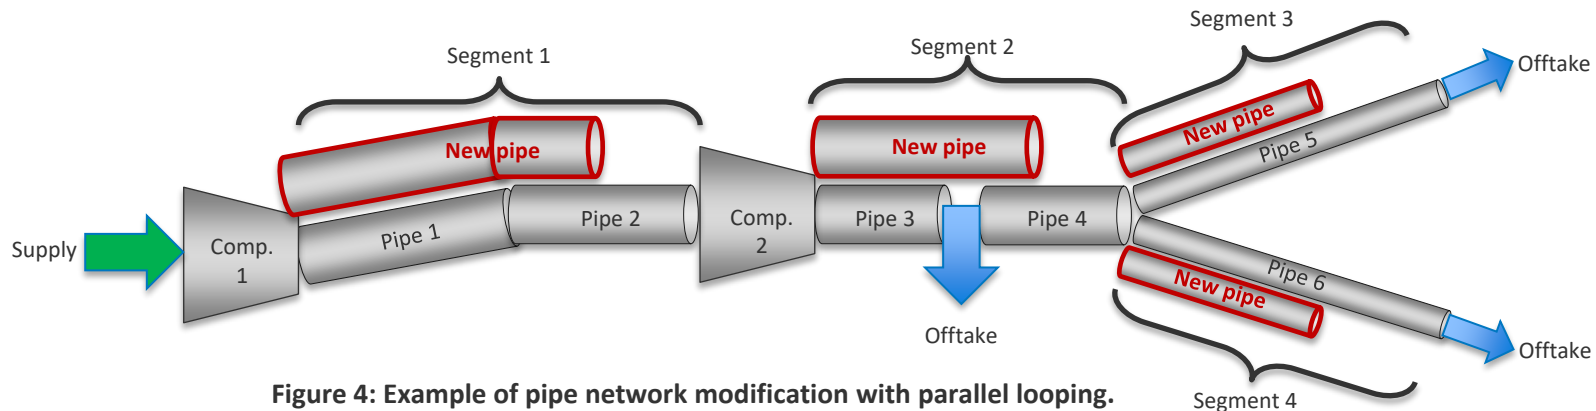 Segment 3
Segment 1
Segment 2
Offtake
New pipe
New pipe
New pipe
Pipe 5
Supply
Comp.
1
Pipe 1
Pipe 2
Comp.
2
Pipe 3
Pipe 4
Pipe 6
New pipe
Offtake
Offtake
Figure 4: Example of pipe network modification with parallel looping.
Segment 4